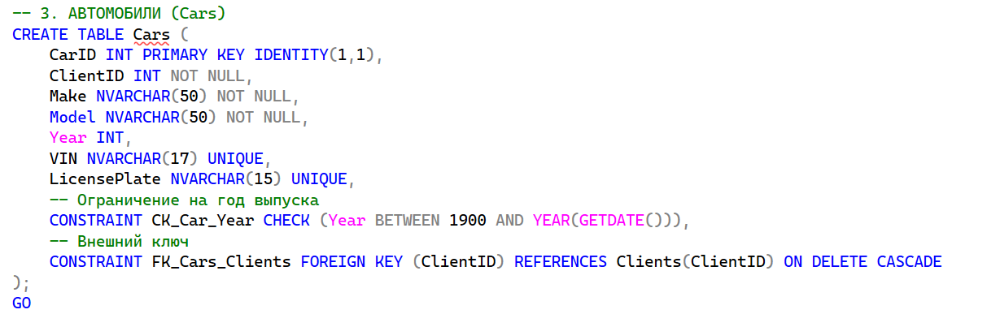 -- 3. АВТОМОБИЛИ (Cars)
CREATE TABLE Cars (
    CarID INT PRIMARY KEY IDENTITY(1,1),
    ClientID INT NOT NULL,
    Make NVARCHAR(50) NOT NULL,
    Model NVARCHAR(50) NOT NULL,
    Year INT,
    VIN NVARCHAR(17) UNIQUE,
    LicensePlate NVARCHAR(15) UNIQUE,
    -- Ограничение на год выпуска
    CONSTRAINT CK_Car_Year CHECK (Year BETWEEN 1900 AND YEAR(GETDATE())),
    -- Внешний ключ
    CONSTRAINT FK_Cars_Clients FOREIGN KEY (ClientID) REFERENCES Clients(ClientID) ON DELETE CASCADE
);
GO